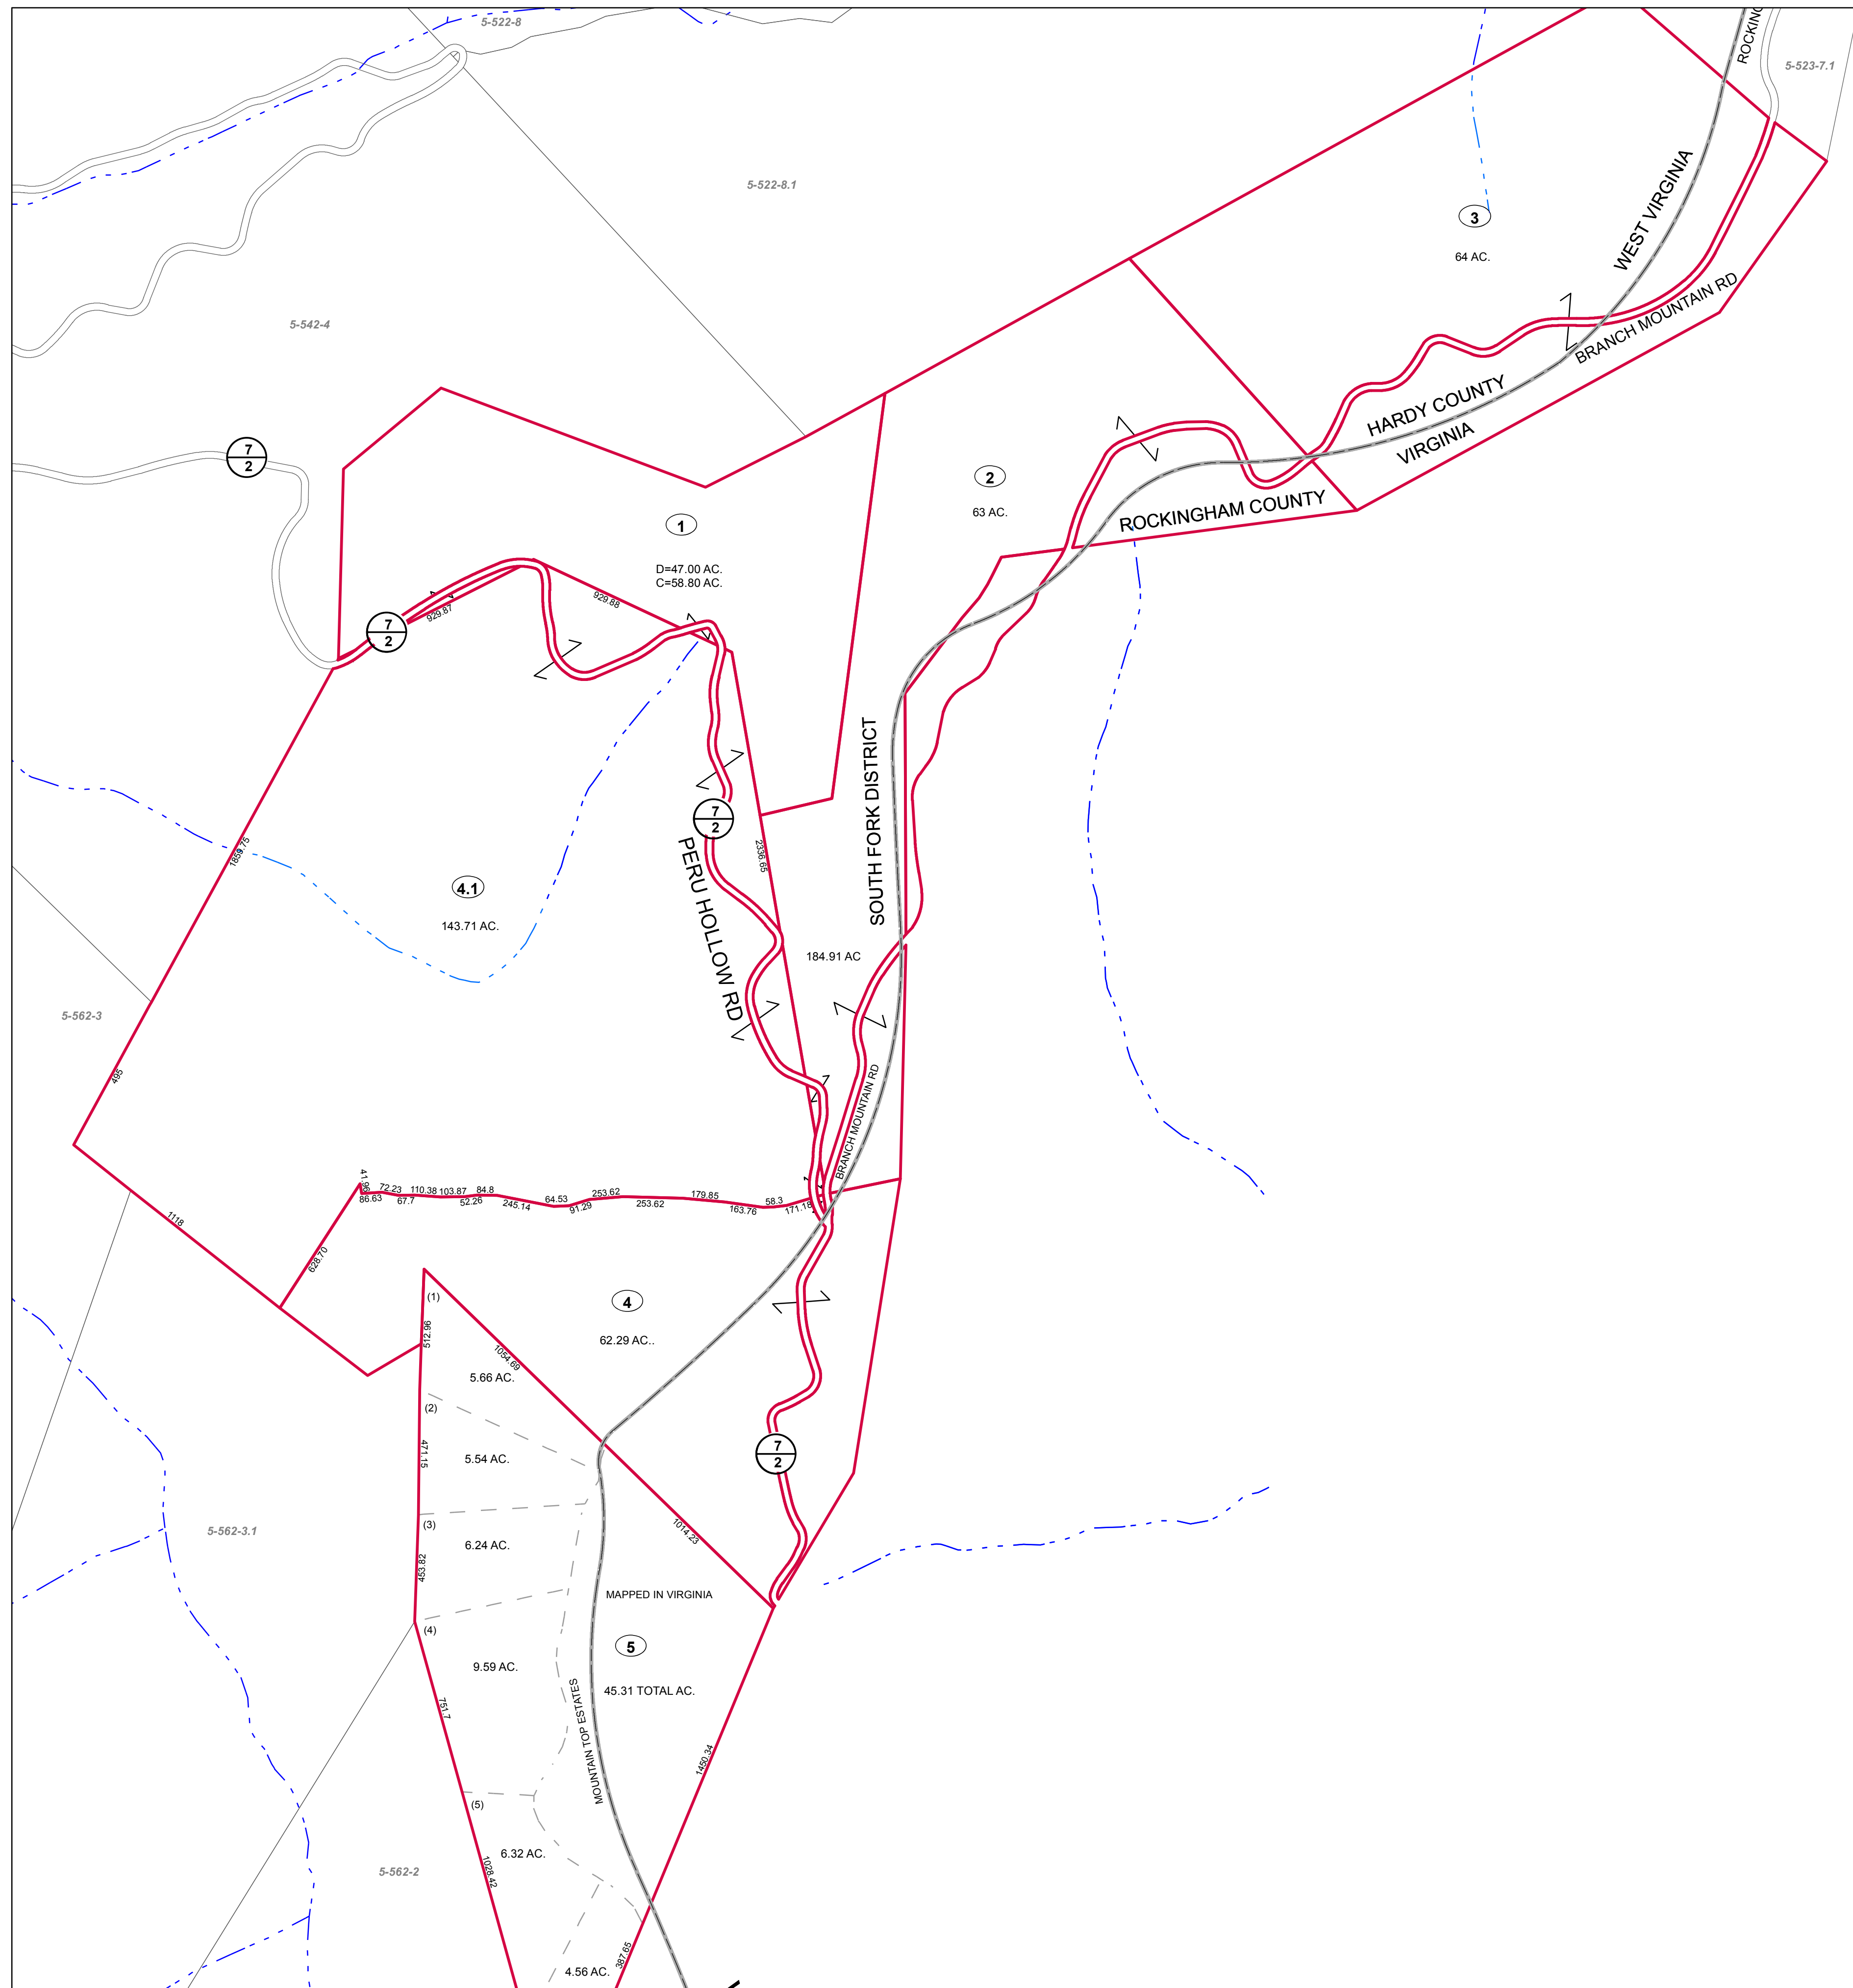 5-522-8
ROCKING
5-523-7.1
5-522-8.1
3
64 AC.
WEST VIRGINIA
BRANCH MOUNTAIN RD
5-542-4
HARDY COUNTY
VIRGINIA
7
2
2
63 AC.
ROCKINGHAM COUNTY
1
D=47.00 AC.
C=58.80 AC.
929.87
929.88
7
2
SOUTH FORK DISTRICT
7
2
PERU HOLLOW RD
2336.65
1859.75
4.1
143.71 AC.
184.91 AC
5-562-3
495
BRANCH MOUNTAIN RD
41.96
86.63
72.23
67.7
110.38
103.87
52.26
84.8
245.14
64.53
91.29
253.62
253.62
179.85
163.76
58.3
171.18
1118
628.70
4
62.29 AC..
(1)
512.96
1054.69
5.66 AC.
(2)
471.15
5.54 AC.
7
2
(3)
453.82
6.24 AC.
1014.23
5-562-3.1
MAPPED IN VIRGINIA
(4)
5
9.59 AC.
45.31 TOTAL AC.
751.7
MOUNTAIN TOP ESTATES
1450.34
(5)
6.32 AC.
1028.42
5-562-2
387.65
4.56 AC.